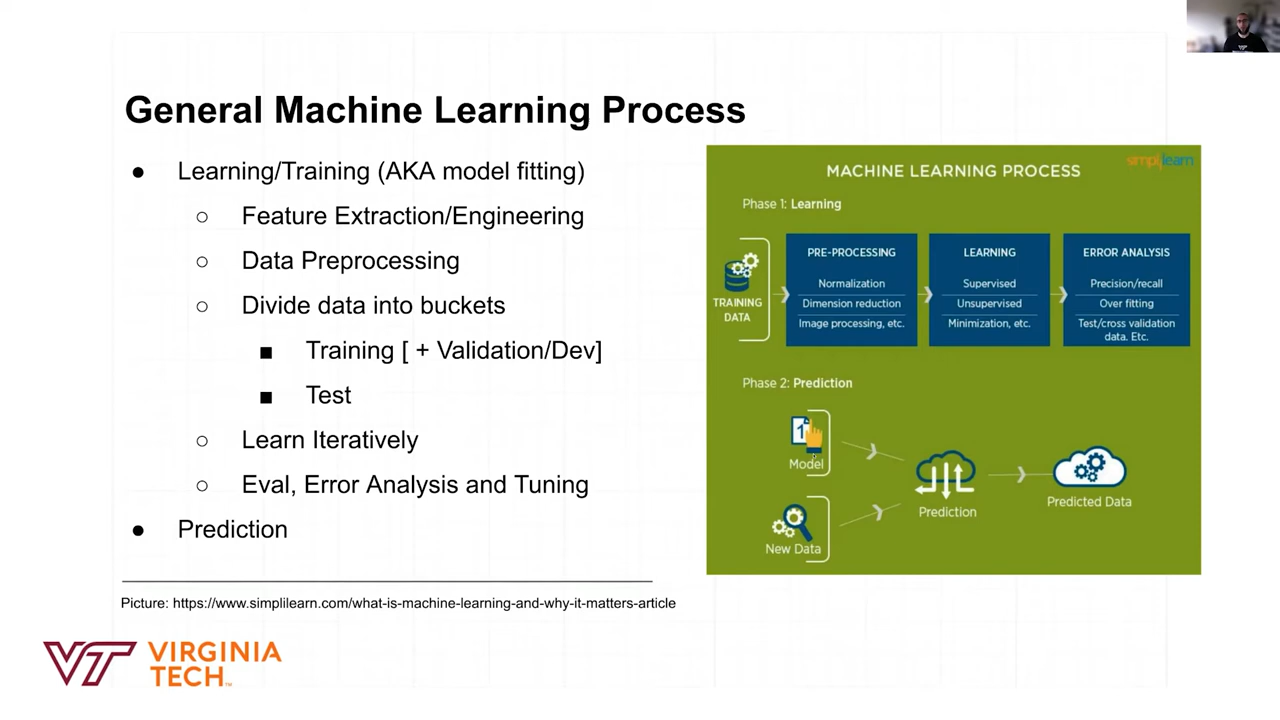 General Machine Learning Process
● Learning/Training (AKA model fitting)
○ Feature Extraction/Engineering
○ Data Preprocessing
○ Divide data into buckets
■ Training [ + Validation/Dev]
■ Test
○ Learn Iteratively
○ Eval, Error Analysis and Tuning
● Prediction
Picture: https://www.simplilearn.com/what-is-machine-learning-and-why-it-matters-article
VT VIRGINIA
TECH™
simplilearn
MACHINE LEARNING PROCESS
Phase 1: Learning
TRAINING
DATA
PRE-PROCESSING
Normalization
Dimension reduction
Image processing, etc.
LEARNING
Supervised
Unsupervised
Minimization, etc.
ERROR ANALYSIS
Precision/recall
Over fitting
Test/cross validation
data. Etc.
Phase 2: Prediction
1
Model
New Data
Prediction
Predicted Data